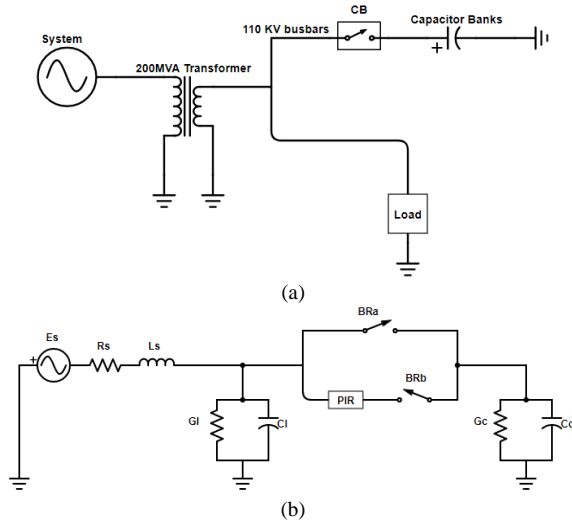 CB
Capacitor Banks
System
110 KV busbars
200MVA Transformer
+
Load
(a)
BRa
Es
Rs
Ls
+
BRb
PIR
Gl
Cl
Gc
Cc
(b)